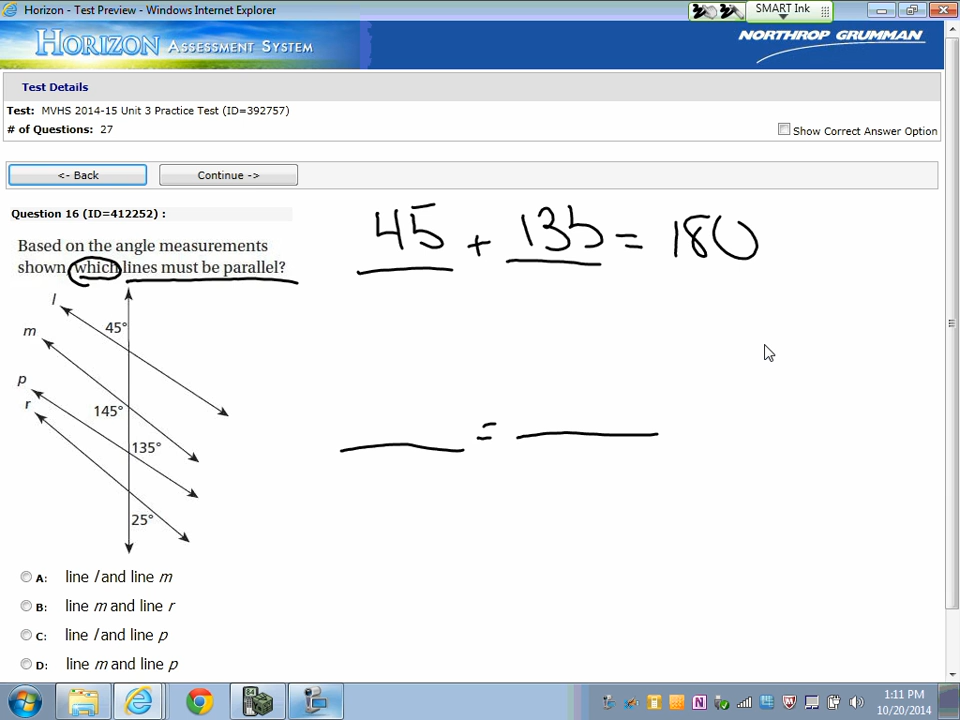 Horizon - Test Preview - Windows Internet Explorer
SMART Ink
HORIZON ASSESSMENT SYSTEM
NORTHROP GRUMMAN
Test Details
Test: MVHS 2014-15 Unit 3 Practice Test (ID=392757)
# of Questions: 27
Show Correct Answer Option
<- Back
Continue ->
Question 16 (ID=412252) :
45 + 135 = 180
Based on the angle measurements
shown, which lines must be parallel?
l
45°
m
p
r
145°
135°
=
25°
A: line l and line m
B: line m and line r
C: line l and line p
D: line m and line p
1:11 PM
10/20/2014